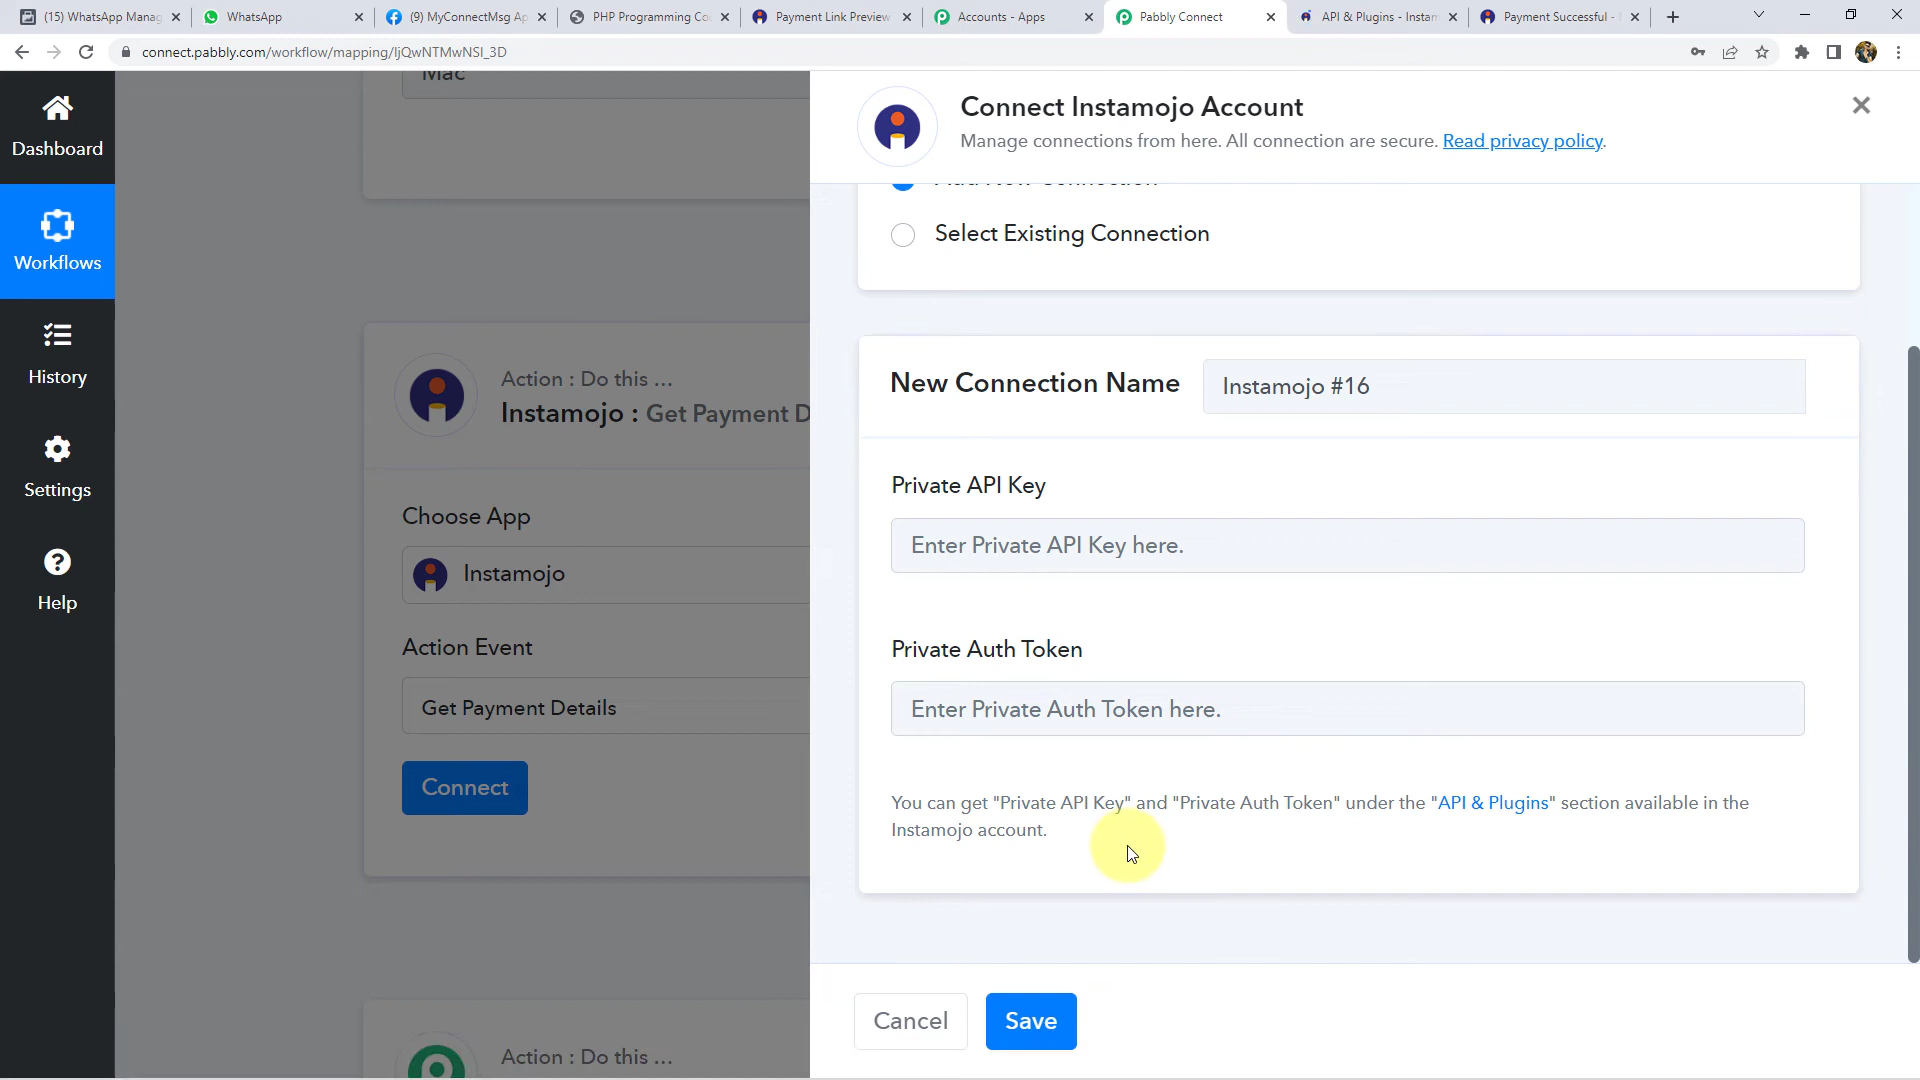 (15) WhatsApp Manag
WhatsApp
(9) MyConnectMsg Ap
PHP Programming Co
Payment Link Preview
Accounts - Apps
Pabbly Connect
API & Plugins - Instam
Payment Successful -
connect.pabbly.com/workflow/mapping/IjQwNTMwNSI_3D
Dashboard
Workflows
History
Settings
Help
Mac
Action : Do this ...
Instamojo : Get Payment D
Choose App
Instamojo
Action Event
Get Payment Details
Connect
Action : Do this ...
Connect Instamojo Account
Manage connections from here. All connection are secure. Read privacy policy.
Add New Connection
Select Existing Connection
New Connection Name
Instamojo #16
Private API Key
Enter Private API Key here.
Private Auth Token
Enter Private Auth Token here.
You can get "Private API Key" and "Private Auth Token" under the "API & Plugins" section available in the
Instamojo account.
Cancel
Save